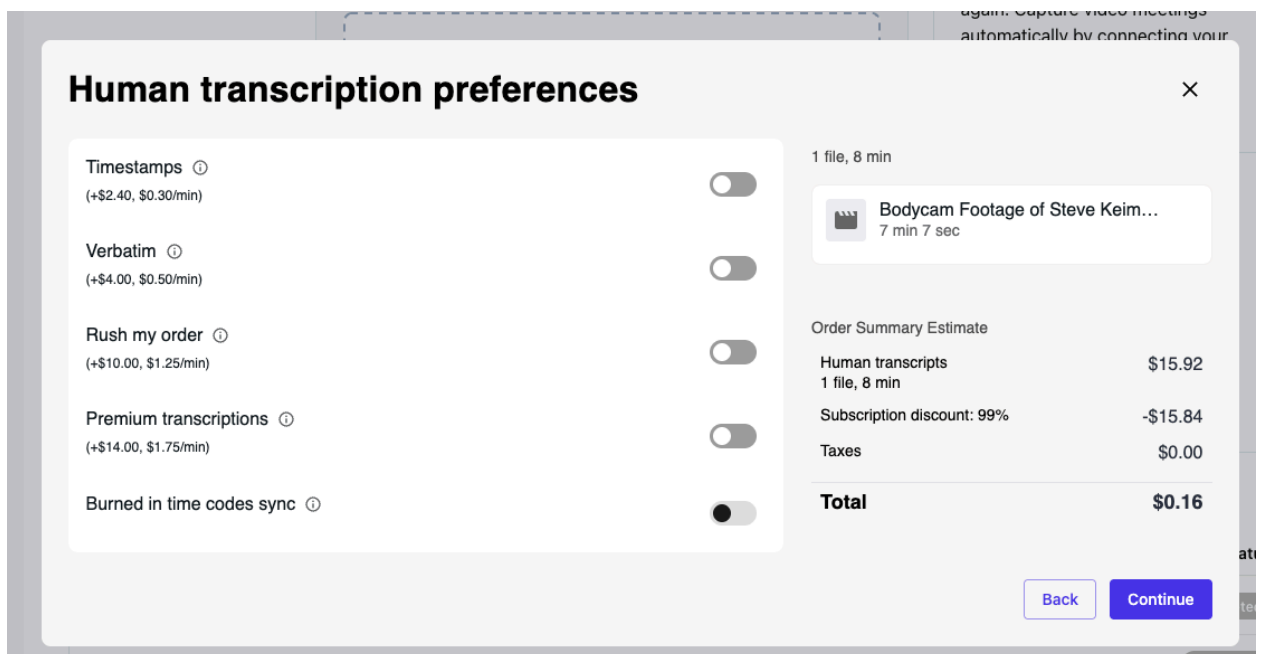 again. Capture video meetings
automatically by connecting your
Human transcription preferences
Timestamps
(+$2.40, $0.30/min)
Verbatim
(+$4.00, $0.50/min)
Rush my order
(+$10.00, $1.25/min)
Premium transcriptions
(+$14.00, $1.75/min)
Burned in time codes sync
1 file, 8 min
Bodycam Footage of Steve Keim…
7 min 7 sec
Order Summary Estimate
Human transcripts $15.92
1 file, 8 min
Subscription discount: 99% -$15.84
Taxes $0.00
Total $0.16
Back Continue